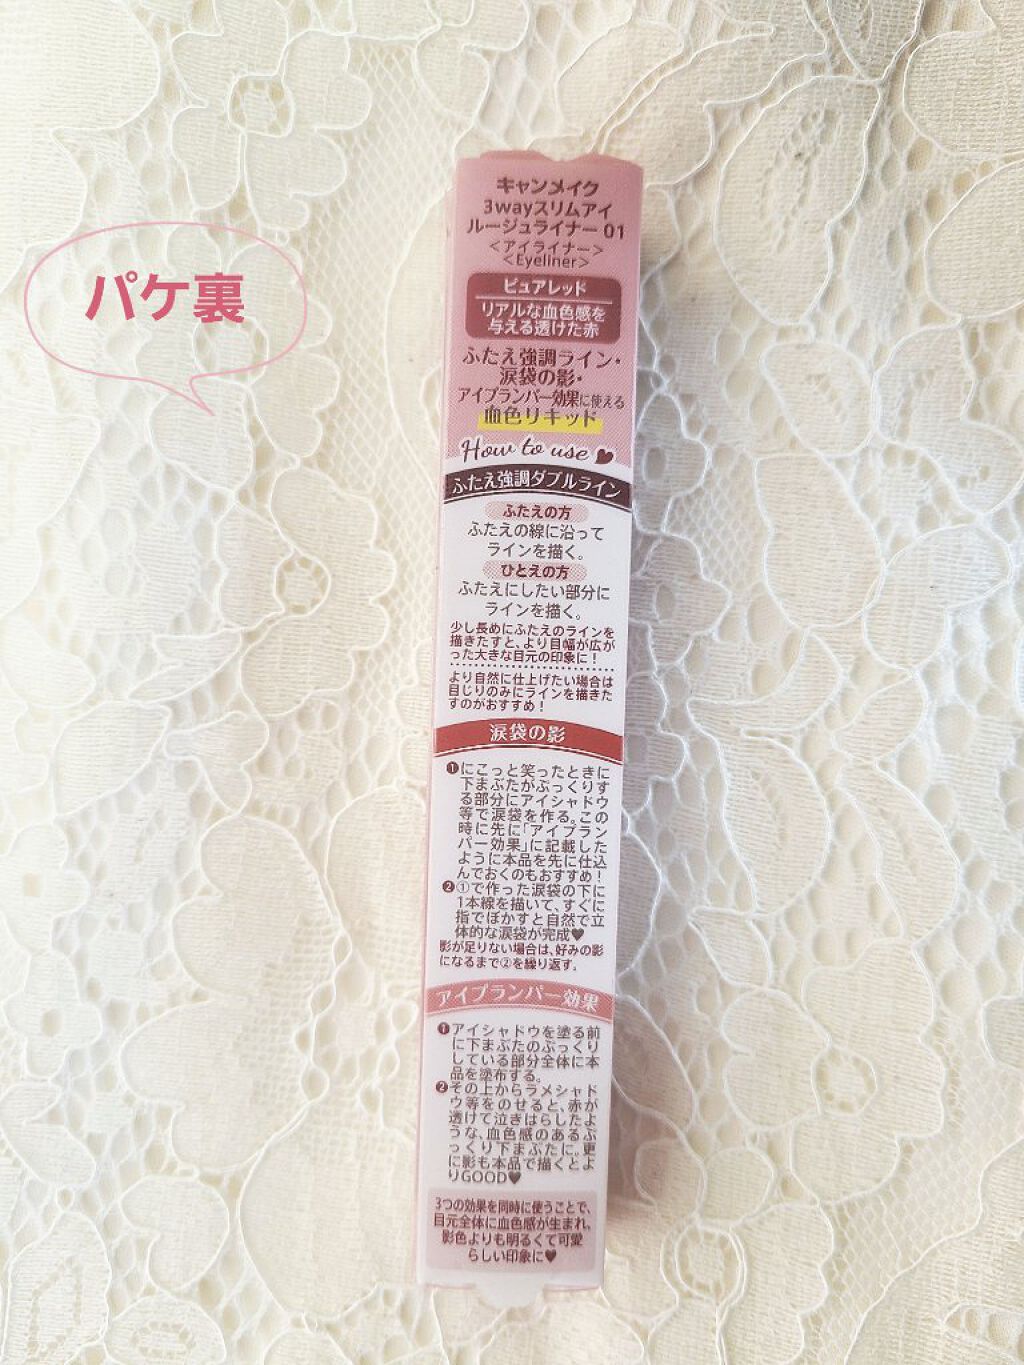 パケ裏
キャンメイク
3wayスリムアイ
ルージュライナー 01
＜アイライナー＞
＜Eyeliner＞
ピュアレッド
リアルな血色感を
与える透けた赤
ふたえ強調ライン・
涙袋の影・
アイプランパー効果に使える
血色リキッド
How to use ♥
ふたえ強調ダブルライン
ふたえの方
ふたえの線に沿って
ラインを描く。
ひとえの方
ふたえにしたい部分に
ラインを描く。
少し長めにふたえのラインを
描きたすと、より目幅が広が
った大きな目元の印象に！
より自然に仕上げたい場合は
目じりのみにラインを描きた
すのがおすすめ！
涙袋の影
❶にこっと笑ったときに
下まぶたがぷっくりす
る部分にアイシャドウ
等で涙袋を作る。この
時に先に「アイプラン
パー効果」に記載した
ように本品を先に仕込
んでおくのもおすすめ！
❷①で作った涙袋の下に
1本線を描いて、すぐに
指でぼかすと自然で立
体的な涙袋が完成♥
影が足りない場合は、好みの影
になるまで②を繰り返す。
アイプランパー効果
❶アイシャドウを塗る前
に下まぶたのぷっくり
している部分全体に本
品を塗布する。
❷その上からラメシャド
ウ等をのせると、赤が
透けて泣きはらしたよ
うな、血色感のあるぷ
っくり下まぶたに。更
に影も本品で描くとよ
りGOOD♥
3つの効果を同時に使うことで、
目元全体に血色感が生まれ、
影色よりも明るくて可愛
らしい印象に♥